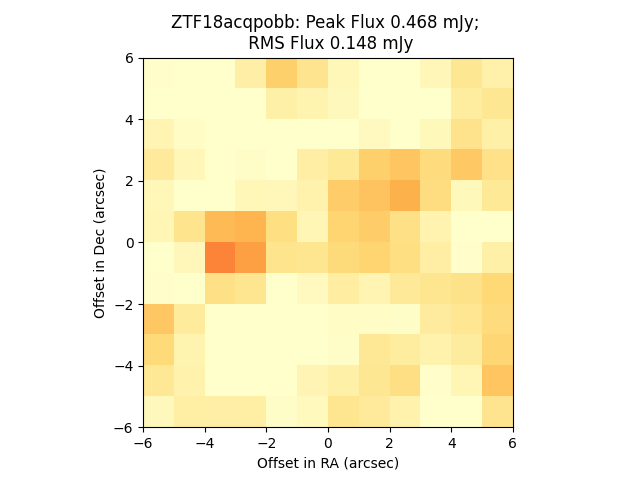 ZTF18acqpobb: Peak Flux 0.468 mJy;
RMS Flux 0.148 mJy
6
4
2
0
−2
−4
−6
Offset in Dec (arcsec)
−6 −4 −2 0 2 4 6
Offset in RA (arcsec)